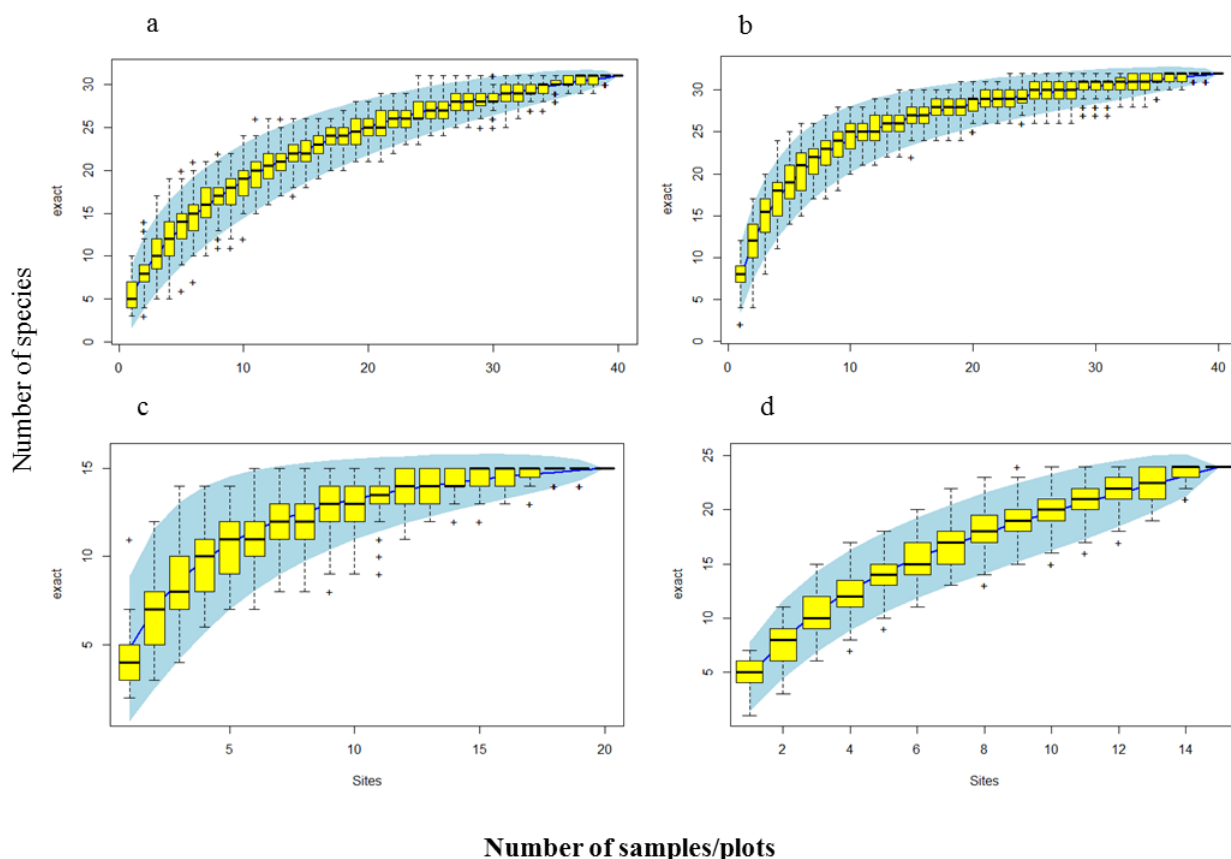 a
b
exact
0 5 10 15 20 25 30
0 10 20 30 40
exact
0 5 10 15 20 25 30
0 10 20 30 40
Number of species
c
d
exact
5 10 15
5 10 15 20
Sites
exact
5 10 15 20 25
2 4 6 8 10 12 14
Sites
Number of samples/plots